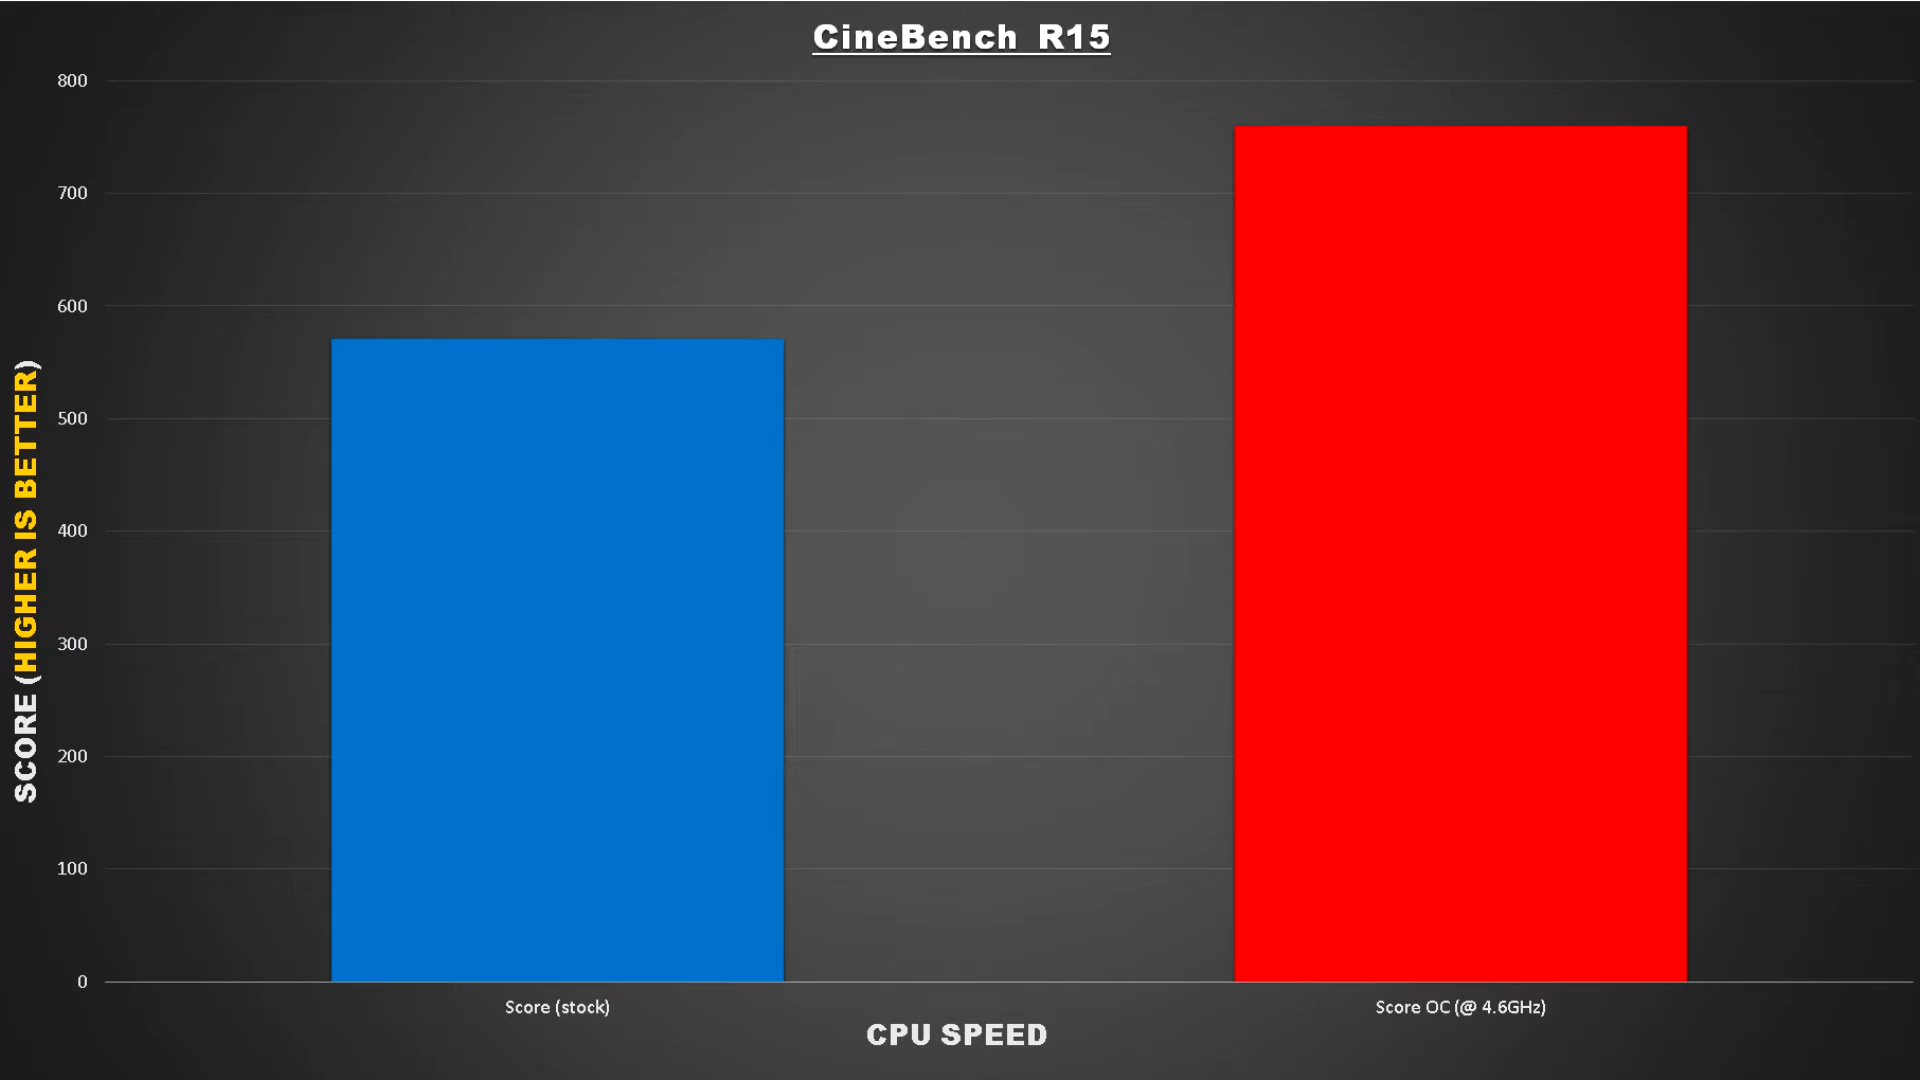 CineBench R15
800
700
600
500
400
300
200
100
0
SCORE (HIGHER IS BETTER)
Score (stock)
Score OC (@ 4.6GHz)
CPU SPEED